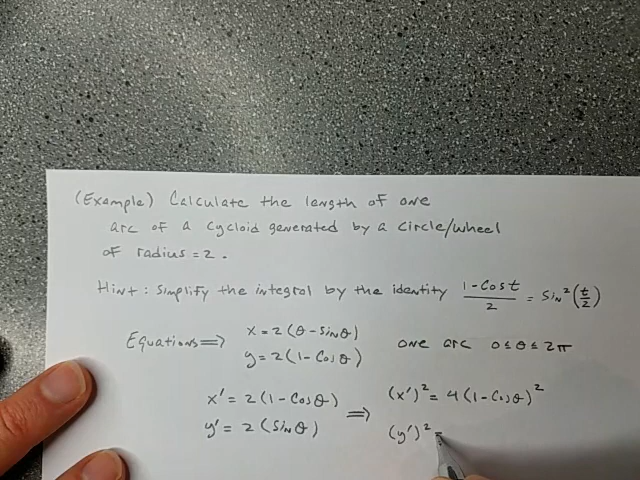 (Example) Calculate the length of one
arc of a cycloid generated by a circle/wheel
of radius = 2.
Hint: Simplify the integral by the identity (1-Cos t)/2 = Sin²(t/2)
Equations ⟹ x = 2(θ - Sinθ)
y = 2(1 - Cosθ)
one arc 0 ≤ θ ≤ 2π
x' = 2(1 - Cosθ)
y' = 2(Sinθ)
⟹ (x')² = 4(1 - Cosθ)²
(y')² =